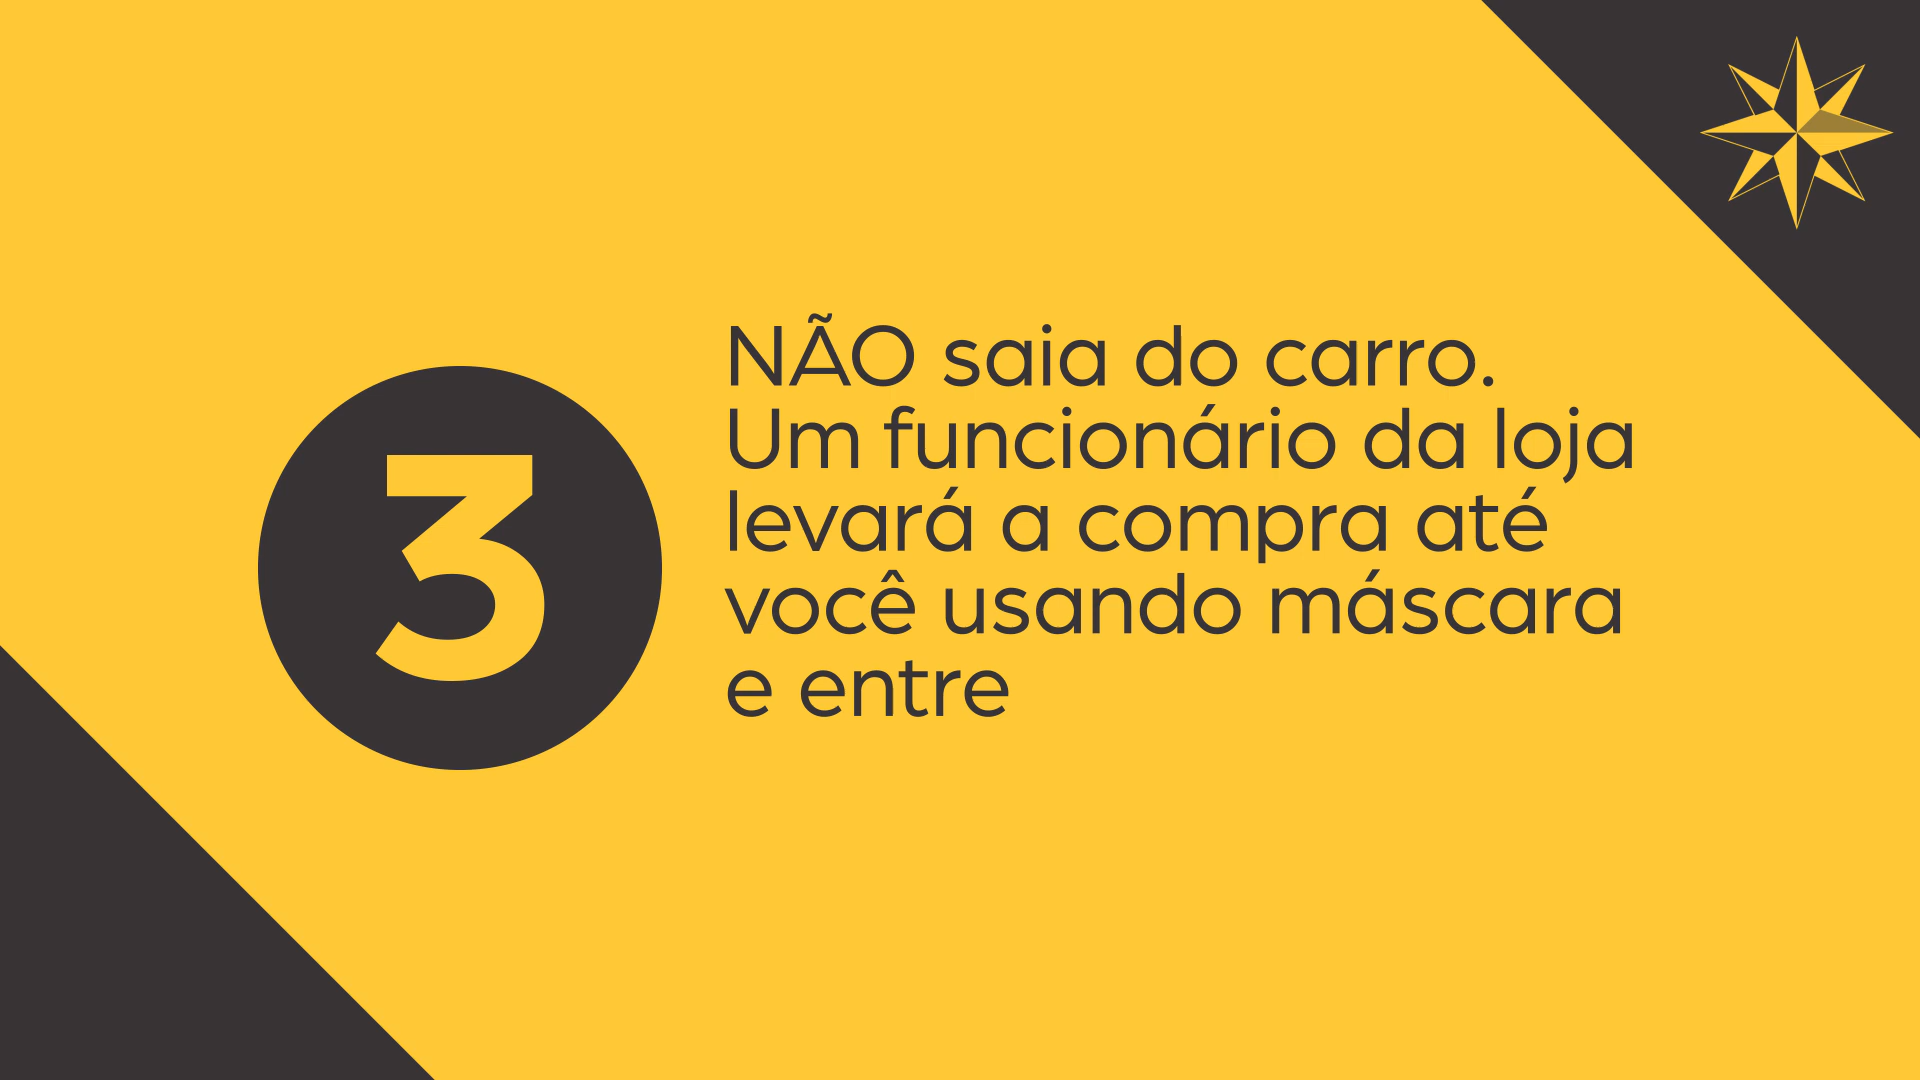 3
NÃO saia do carro.
Um funcionário da loja
levará a compra até
você usando máscara
e entre